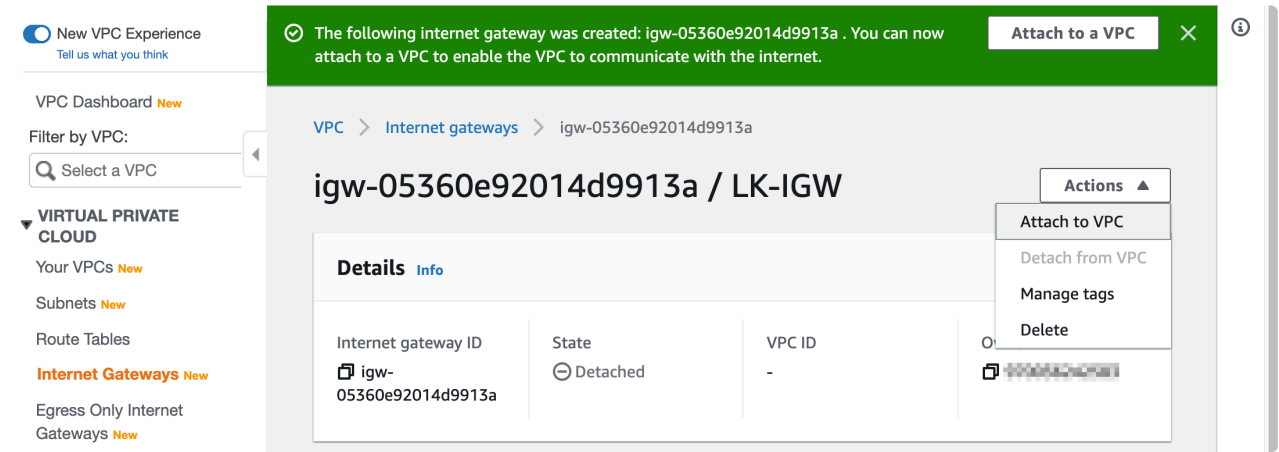 New VPC Experience
Tell us what you think
VPC Dashboard New
Filter by VPC:
Select a VPC
VIRTUAL PRIVATE
CLOUD
Your VPCs New
Subnets New
Route Tables
Internet Gateways New
Egress Only Internet
Gateways New
The following internet gateway was created: igw-05360e92014d9913a . You can now
attach to a VPC to enable the VPC to communicate with the internet.
Attach to a VPC
VPC
Internet gateways
igw-05360e92014d9913a
igw-05360e92014d9913a / LK-IGW
Actions
Attach to VPC
Detach from VPC
Manage tags
Delete
Details Info
Internet gateway ID
igw-
05360e92014d9913a
State
Detached
VPC ID
-